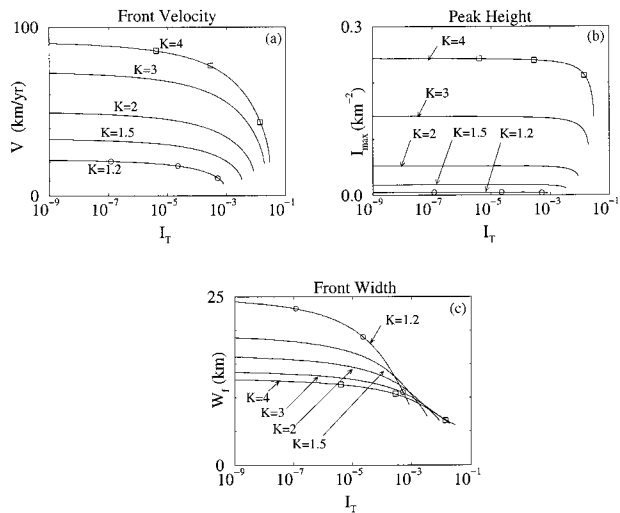 Front Velocity
100
(a)
K=4
K=3
K=2
K=1.5
K=1.2
V (km/yr)
0
10⁻⁹ 10⁻⁷ 10⁻⁵ 10⁻³ 10⁻¹
I_T
Peak Height
0.3
(b)
K=4
K=3
K=2 K=1.5 K=1.2
I_max (km⁻²)
0.0
10⁻⁹ 10⁻⁷ 10⁻⁵ 10⁻³ 10⁻¹
I_T
Front Width
25
(c)
K=1.2
K=4
K=3
K=2
K=1.5
W_f (km)
0
10⁻⁹ 10⁻⁷ 10⁻⁵ 10⁻³ 10⁻¹
I_T